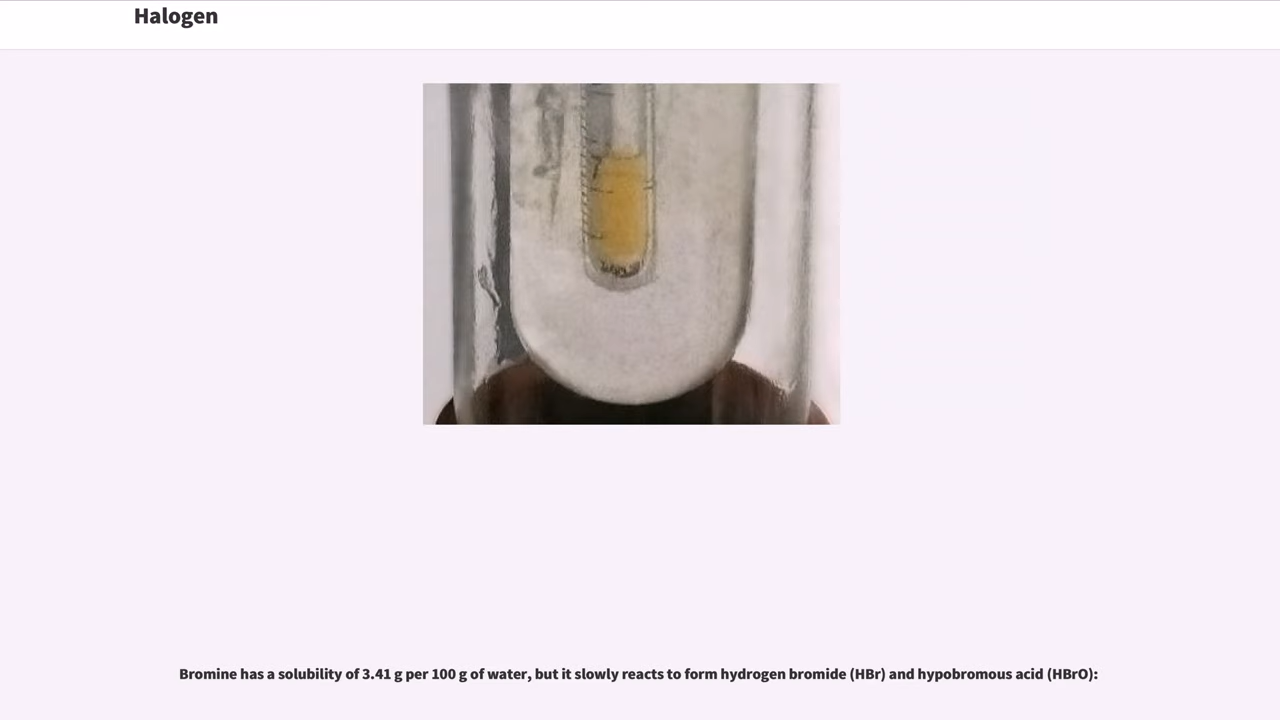 Halogen
Bromine has a solubility of 3.41 g per 100 g of water, but it slowly reacts to form hydrogen bromide (HBr) and hypobromous acid (HBrO):